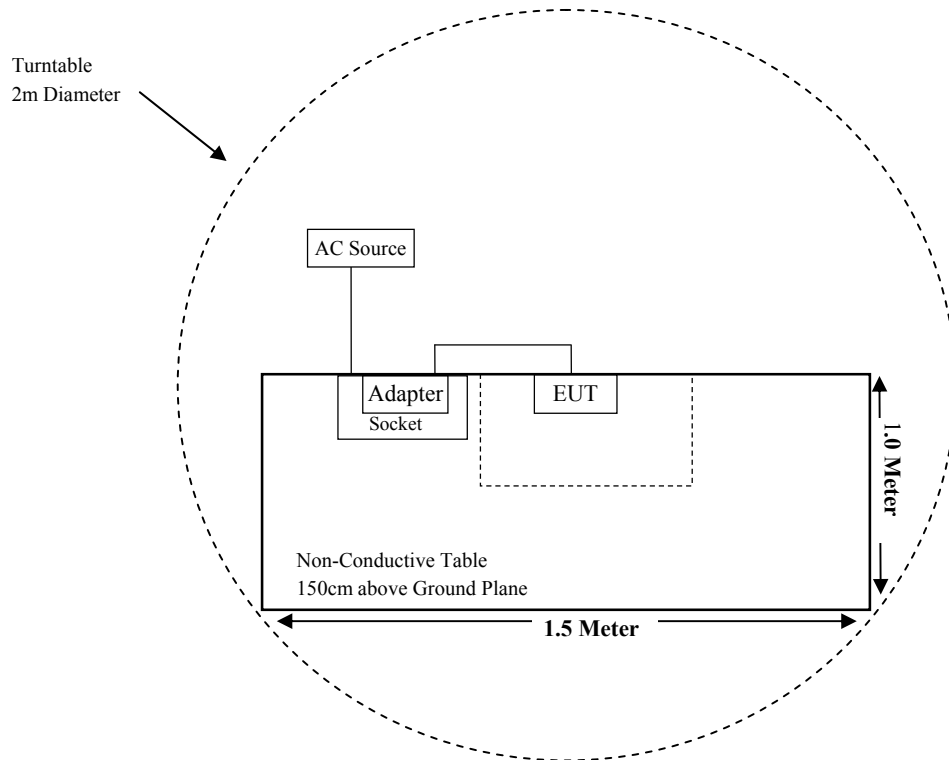 Turntable
2m Diameter
AC Source
Adapter
EUT
Socket
1.0 Meter
Non-Conductive Table
150cm above Ground Plane
1.5 Meter